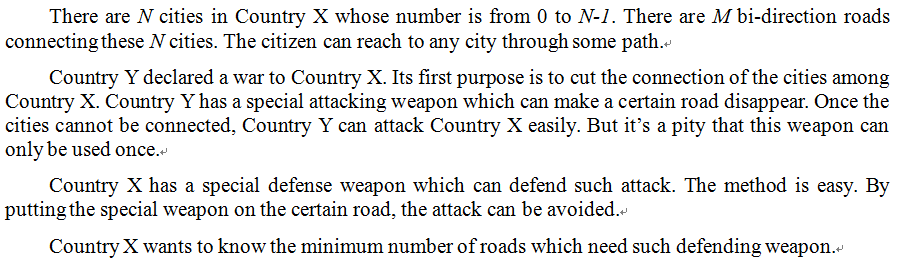 There are N cities in Country X whose number is from 0 to N-1. There are M bi-direction roads
connecting these N cities. The citizen can reach to any city through some path.↵
Country Y declared a war to Country X. Its first purpose is to cut the connection of the cities among
Country X. Country Y has a special attacking weapon which can make a certain road disappear. Once the
cities cannot be connected, Country Y can attack Country X easily. But it's a pity that this weapon can
only be used once.↵
Country X has a special defense weapon which can defend such attack. The method is easy. By
putting the special weapon on the certain road, the attack can be avoided.↵
Country X wants to know the minimum number of roads which need such defending weapon.↵